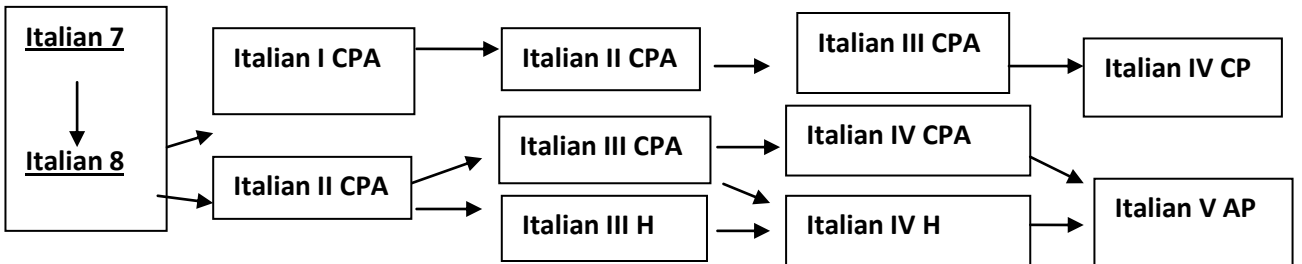 Italian 7
Italian 8
Italian I CPA
Italian II CPA
Italian III CPA
Italian IV CP
Italian II CPA
Italian III CPA
Italian III H
Italian IV CPA
Italian IV H
Italian V AP